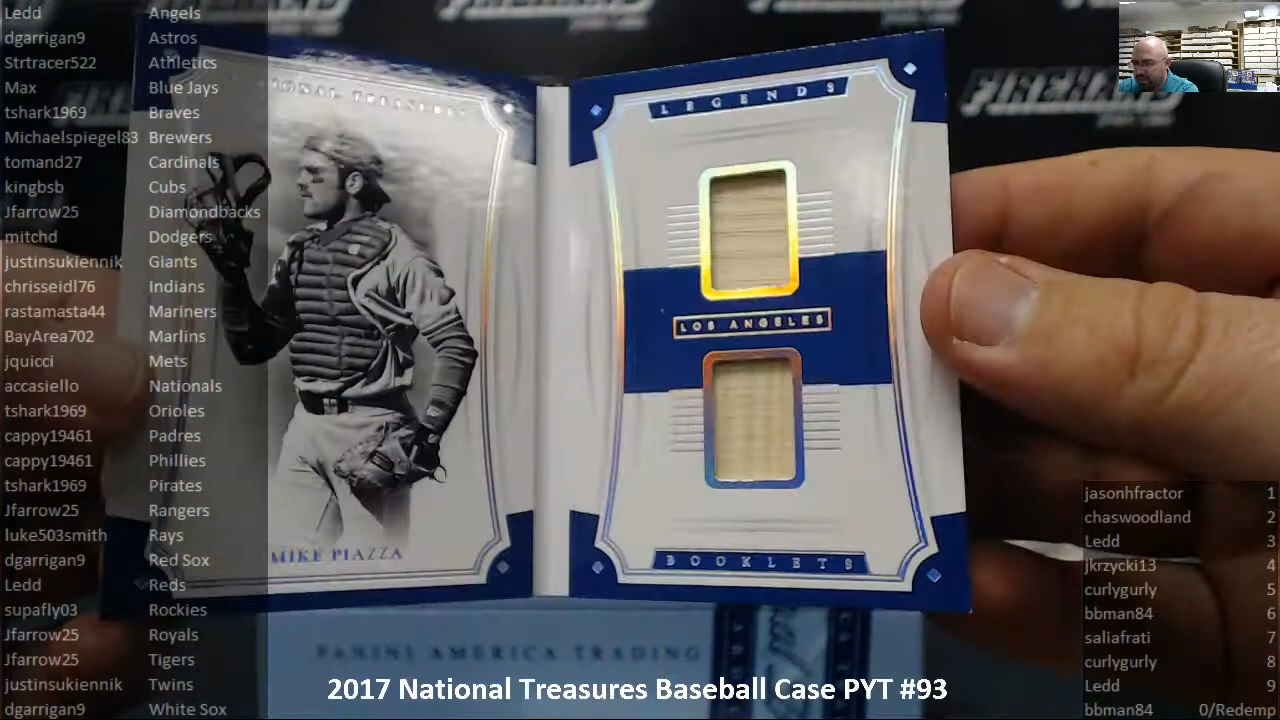 Ledd Angels
dgarrigan9 Astros
Strtracer522 Athletics
Max Blue Jays
tshark1969 Braves
Michaelspiegel83 Brewers
tomand27 Cardinals
kingbsb Cubs
Jfarrow25 Diamondbacks
mitchd Dodgers
justinsukiennik Giants
chrisseidl76 Indians
rastamasta44 Mariners
BayArea702 Marlins
jquicci Mets
accasiello Nationals
tshark1969 Orioles
cappy19461 Padres
cappy19461 Phillies
tshark1969 Pirates
Jfarrow25 Rangers
luke503smith Rays
dgarrigan9 Red Sox
Ledd Reds
supafly03 Rockies
Jfarrow25 Royals
Jfarrow25 Tigers
justinsukiennik Twins
dgarrigan9 White Sox
TREASURES
MIKE PIAZZA
LEGENDS
LOS ANGELES
BOOKLETS
PANINI AMERICA TRADING
2017 National Treasures Baseball Case PYT #93
jasonhfractor 1
chaswoodland 2
Ledd 3
jkrzycki13 4
curlygurly 5
bbman84 6
saliafrati 7
curlygurly 8
Ledd 9
bbman84 0/Redemp